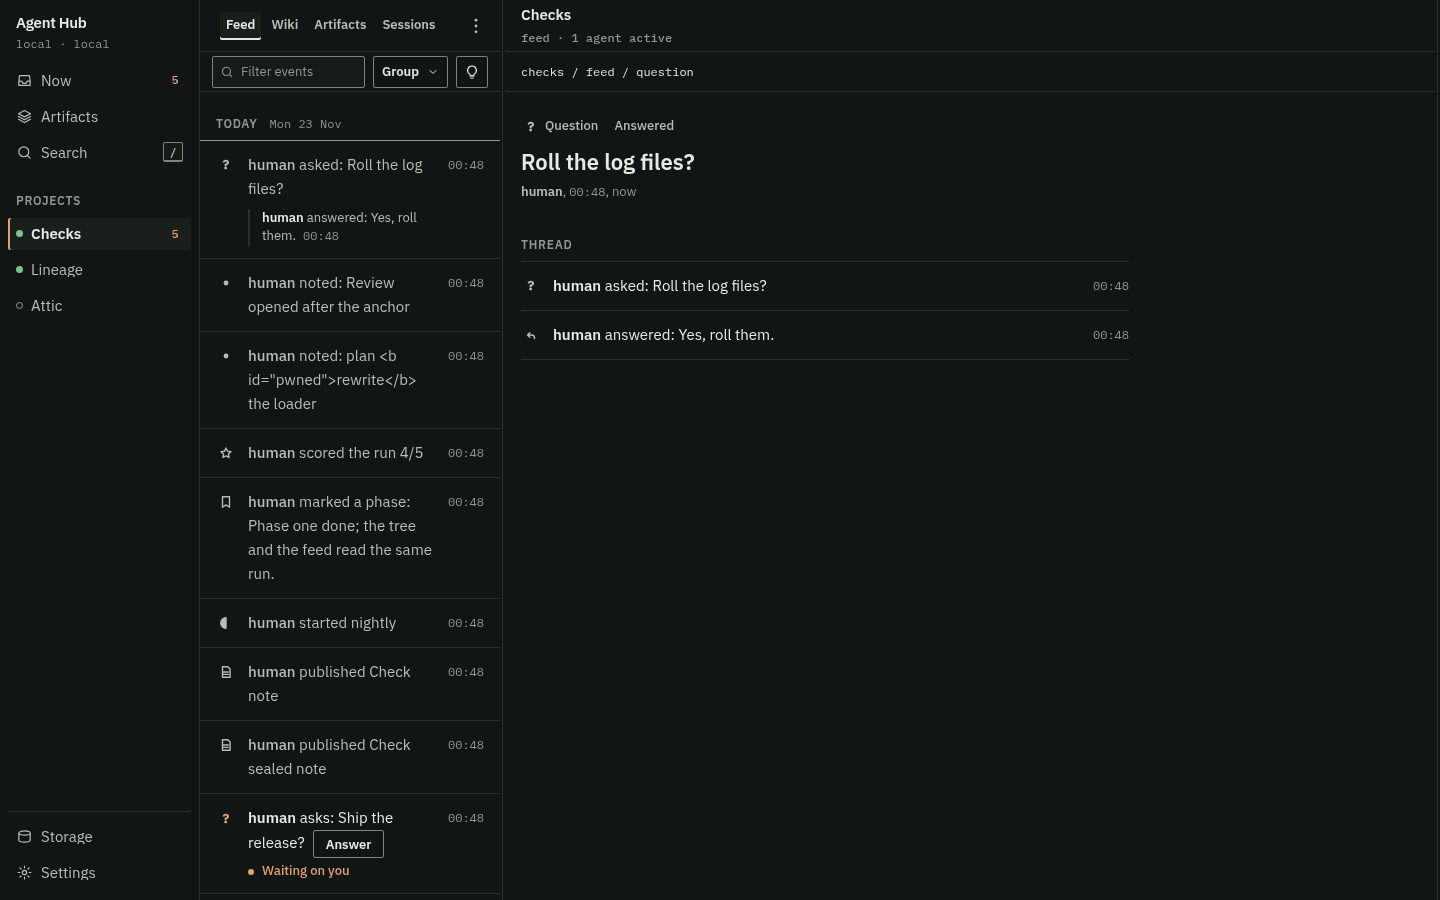 Agent Hub
local · local
Now 5
Artifacts
Search /
PROJECTS
Checks 5
Lineage
Attic
Storage
Settings
Feed Wiki Artifacts Sessions
Filter events Group
TODAY Mon 23 Nov
? human asked: Roll the log 00:48
files?
human answered: Yes, roll
them. 00:48
human noted: Review 00:48
opened after the anchor
human noted: plan <b 00:48
id="pwned">rewrite</b>
the loader
human scored the run 4/5 00:48
human marked a phase: 00:48
Phase one done; the tree
and the feed read the same
run.
human started nightly 00:48
human published Check 00:48
note
human published Check 00:48
sealed note
? human asks: Ship the 00:48
release? Answer
Waiting on you
Checks
feed · 1 agent active
checks / feed / question
? Question Answered
Roll the log files?
human, 00:48, now
THREAD
? human asked: Roll the log files? 00:48
human answered: Yes, roll them. 00:48